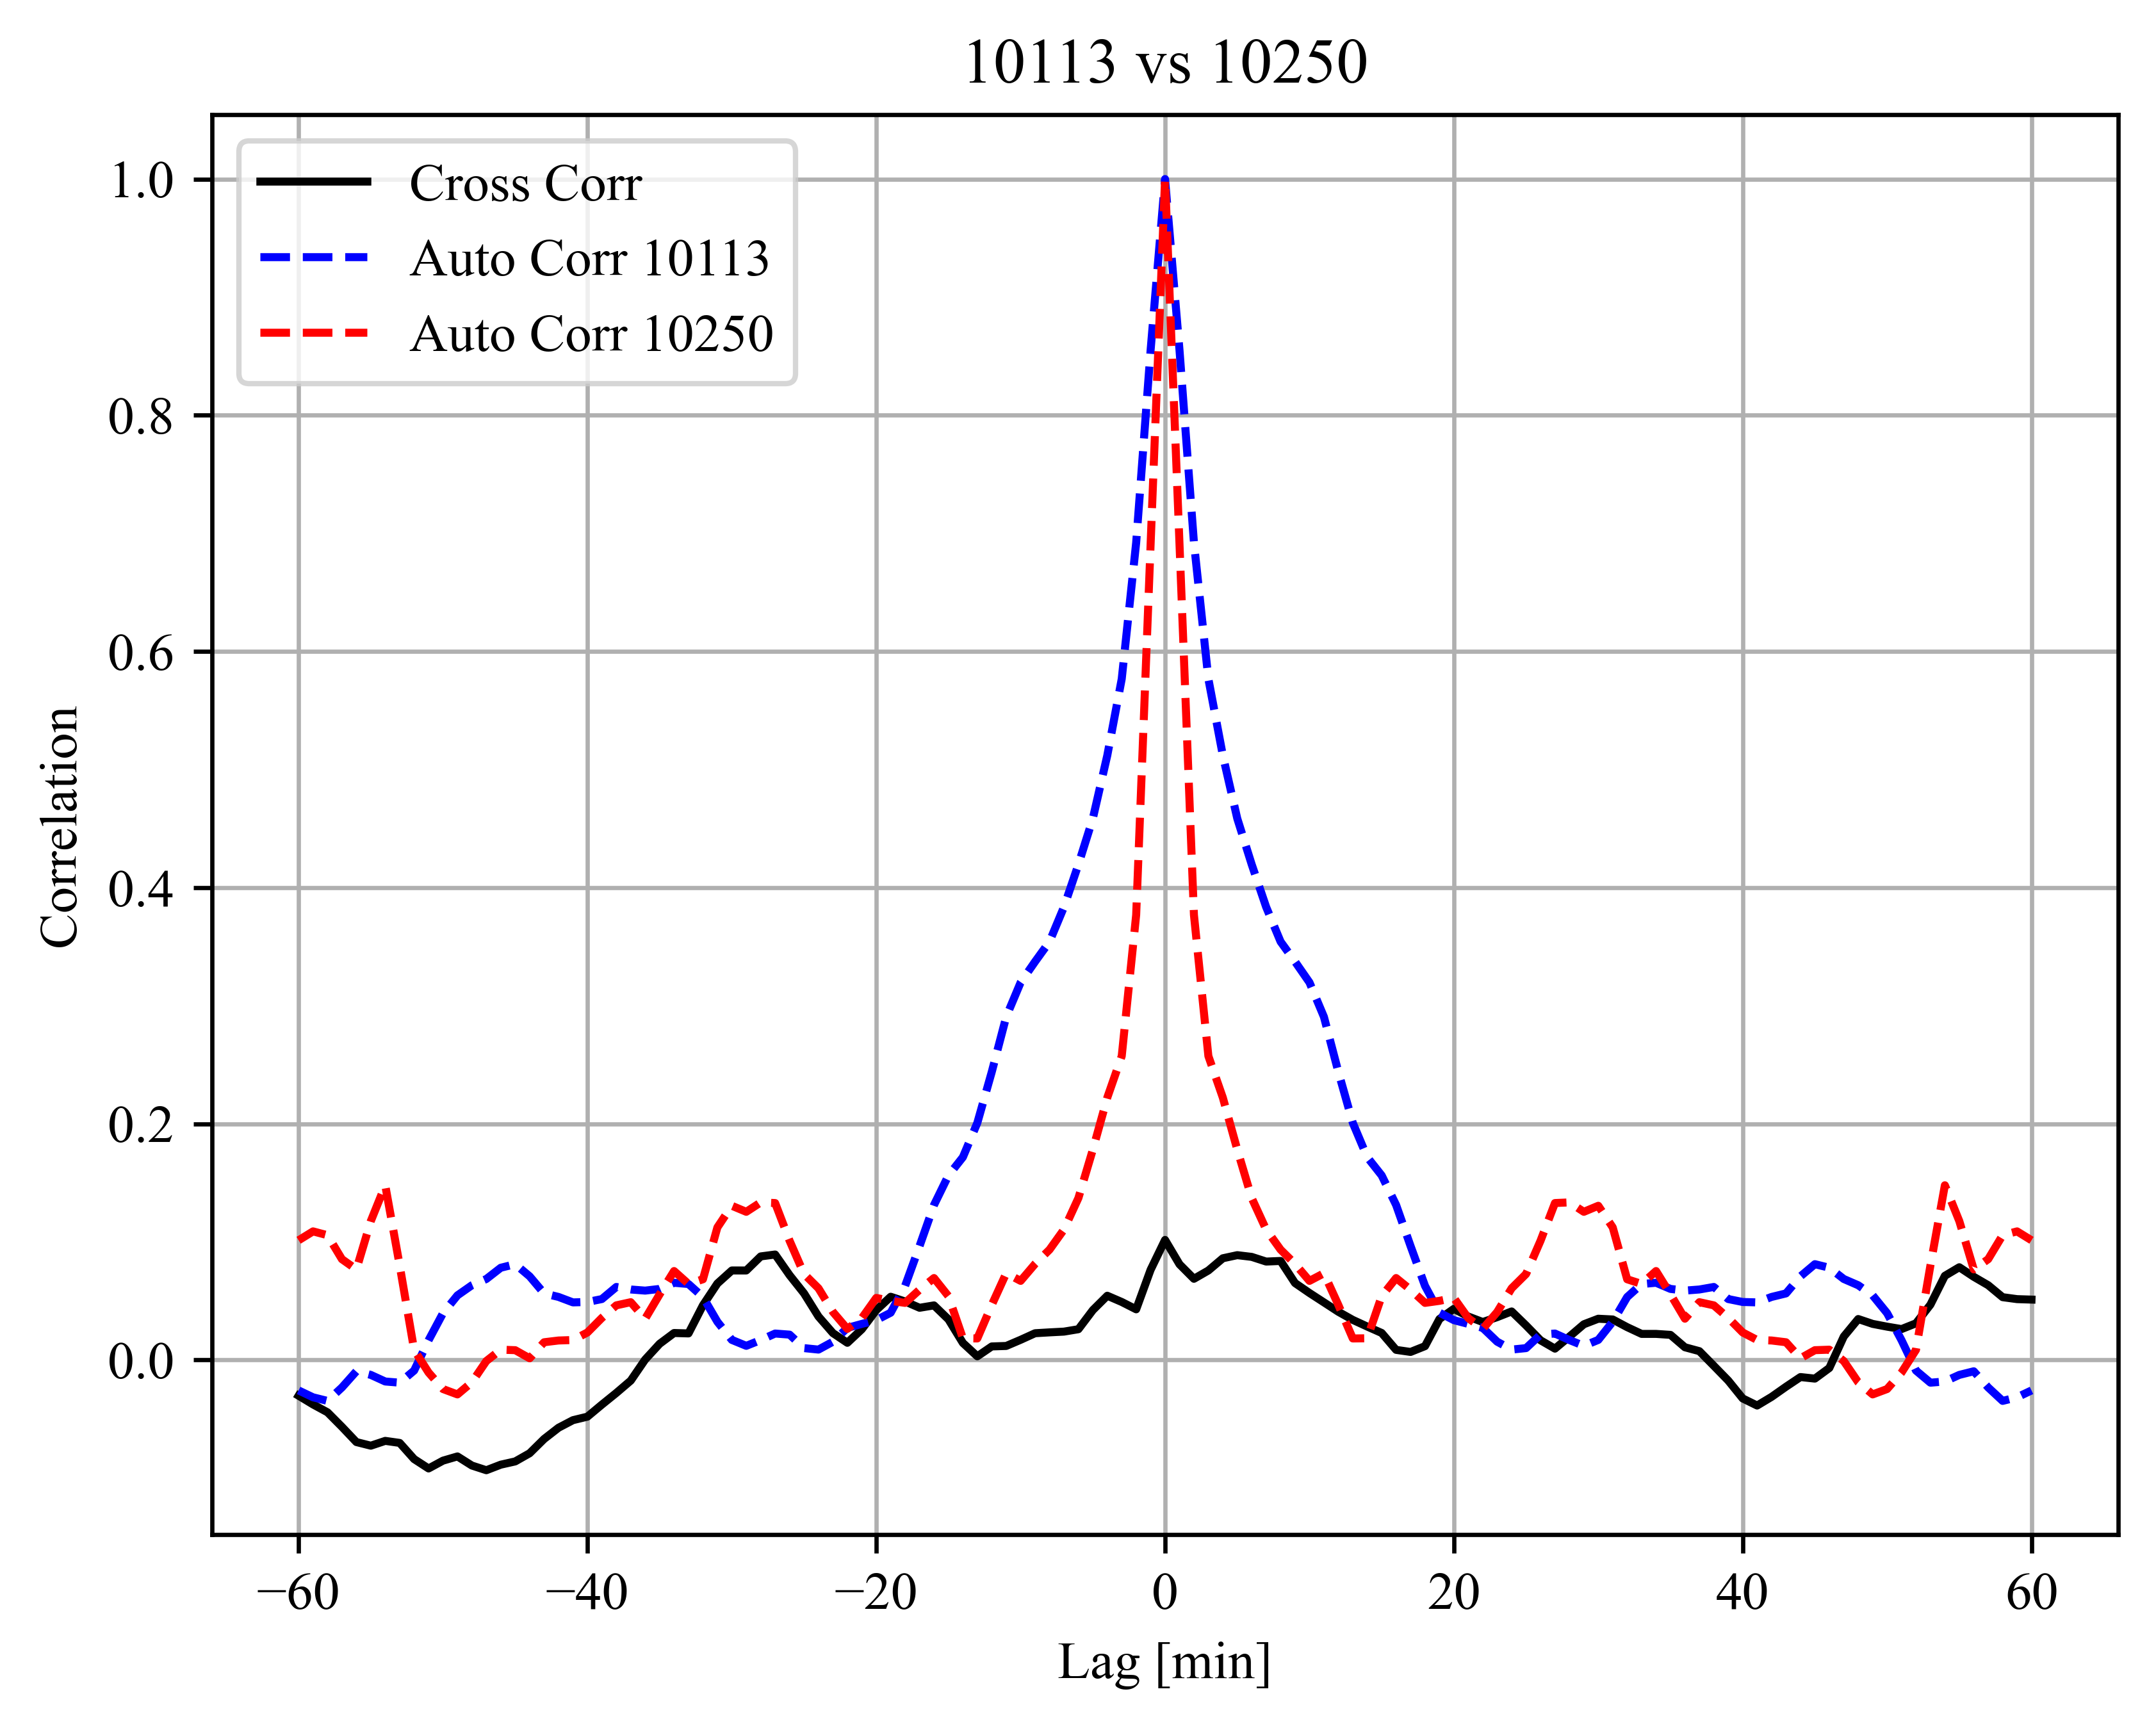 10113 vs 10250
Cross Corr
Auto Corr 10113
Auto Corr 10250
1.0
0.8
0.6
0.4
0.2
0.0
Correlation
−60 −40 −20 0 20 40 60
Lag [min]